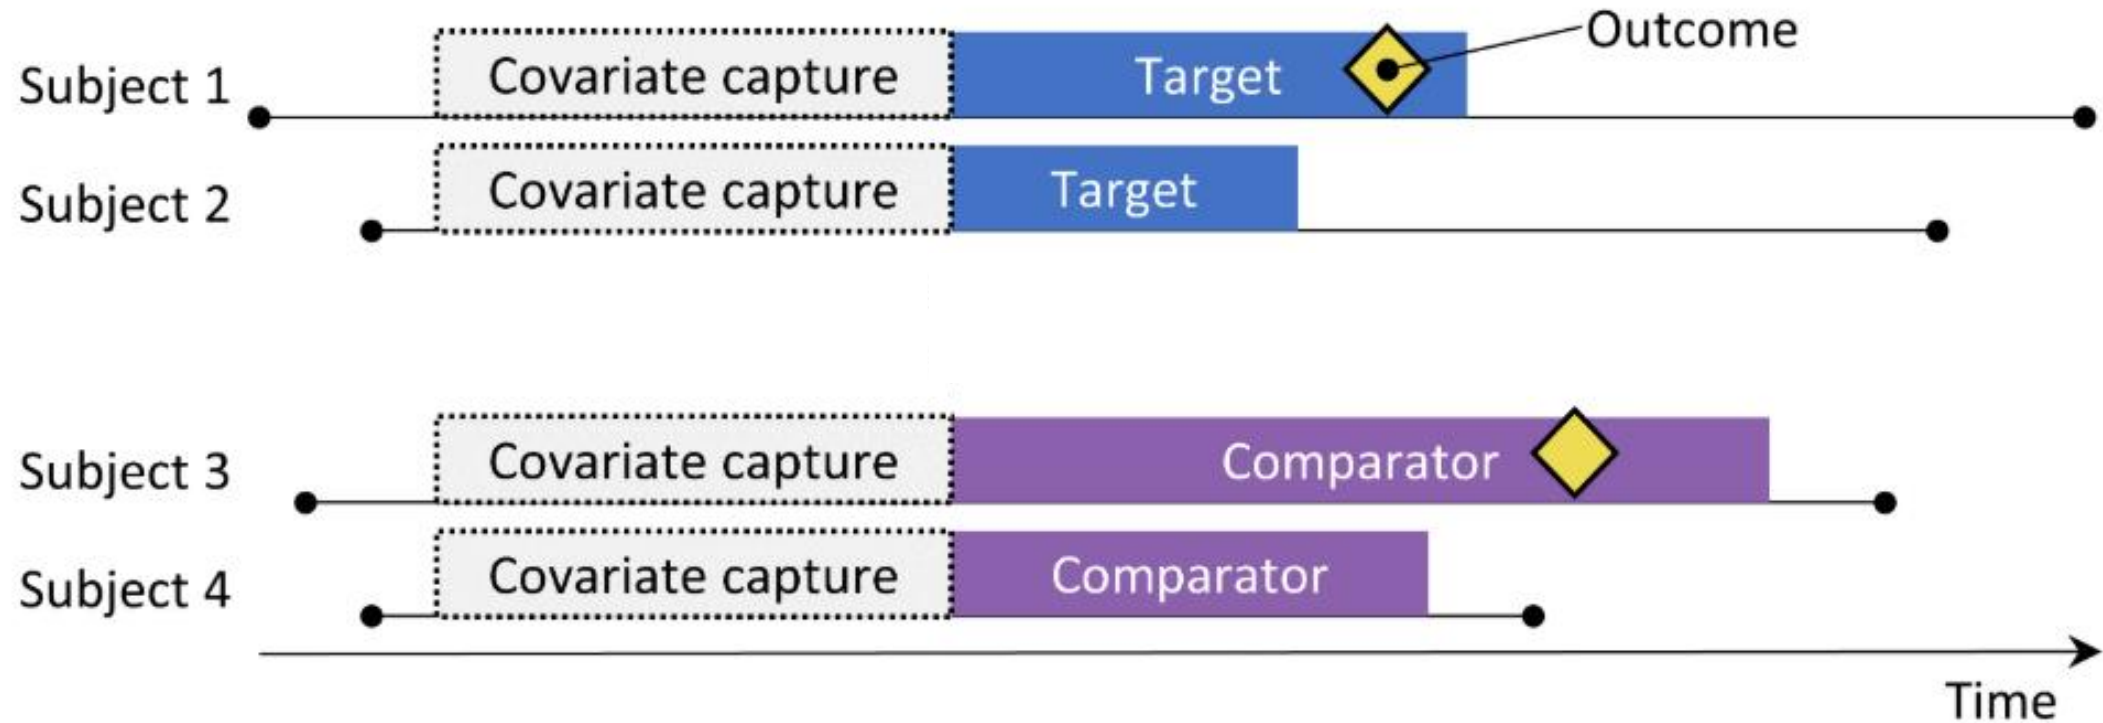 Outcome
Subject 1
Covariate capture
Target
Subject 2
Covariate capture
Target
Subject 3
Covariate capture
Comparator
Subject 4
Covariate capture
Comparator
Time